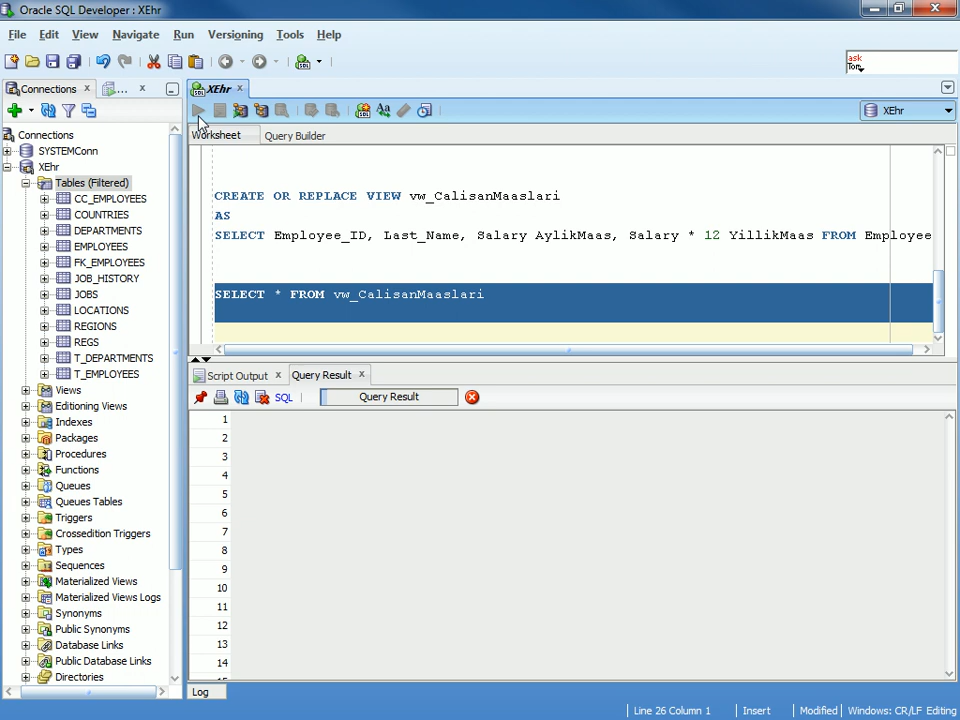 Oracle SQL Developer : XEhr
File Edit View Navigate Run Versioning Tools Help
ask
Tom
Connections
...
XEhr
XEhr
Worksheet Query Builder
Connections
SYSTEMConn
XEhr
Tables (Filtered)
CC_EMPLOYEES
COUNTRIES
DEPARTMENTS
EMPLOYEES
FK_EMPLOYEES
JOB_HISTORY
JOBS
LOCATIONS
REGIONS
REGS
T_DEPARTMENTS
T_EMPLOYEES
Views
Editioning Views
Indexes
Packages
Procedures
Functions
Queues
Queues Tables
Triggers
Crossedition Triggers
Types
Sequences
Materialized Views
Materialized Views Logs
Synonyms
Public Synonyms
Database Links
Public Database Links
Directories
CREATE OR REPLACE VIEW vw_CalisanMaaslari
AS
SELECT Employee_ID, Last_Name, Salary AylikMaas, Salary * 12 YillikMaas FROM Employee
SELECT * FROM vw_CalisanMaaslari
Script Output Query Result
SQL Query Result
1
2
3
4
5
6
7
8
9
10
11
12
13
14
Log
Line 26 Column 1 Insert Modified Windows: CR/LF Editing